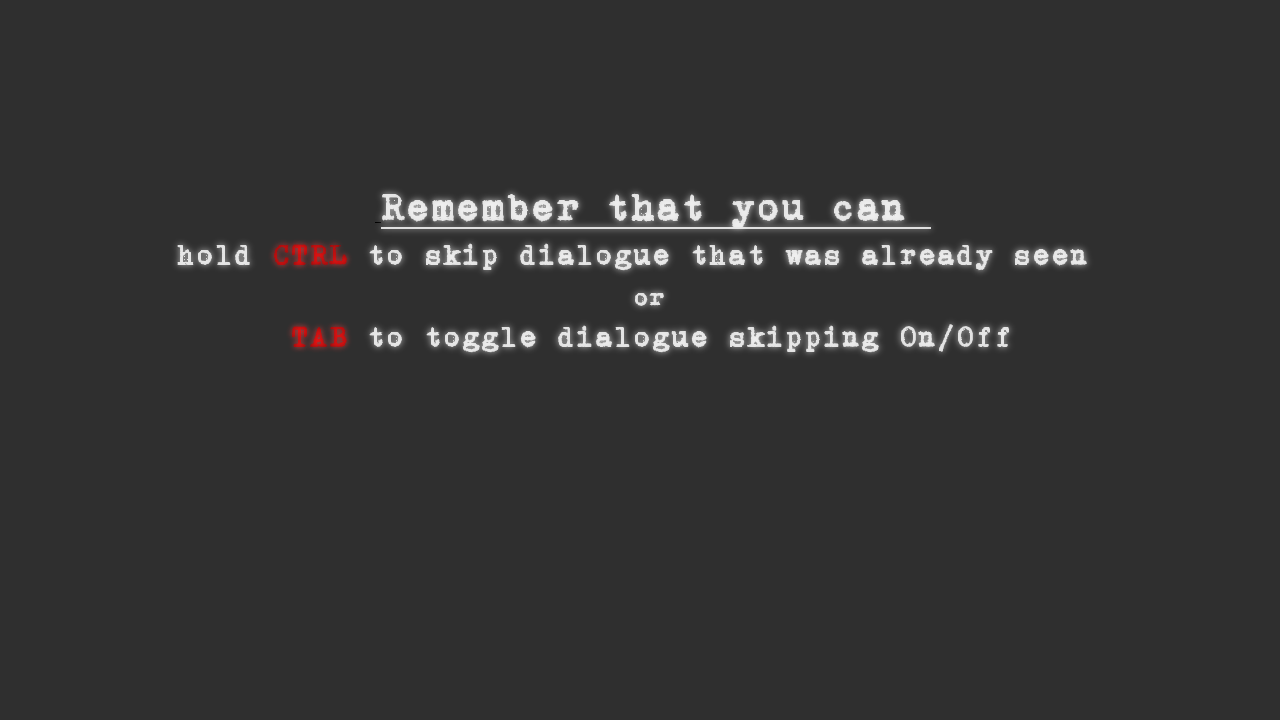 Remember that you can
hold CTRL to skip dialogue that was already seen
or
TAB to toggle dialogue skipping On/Off